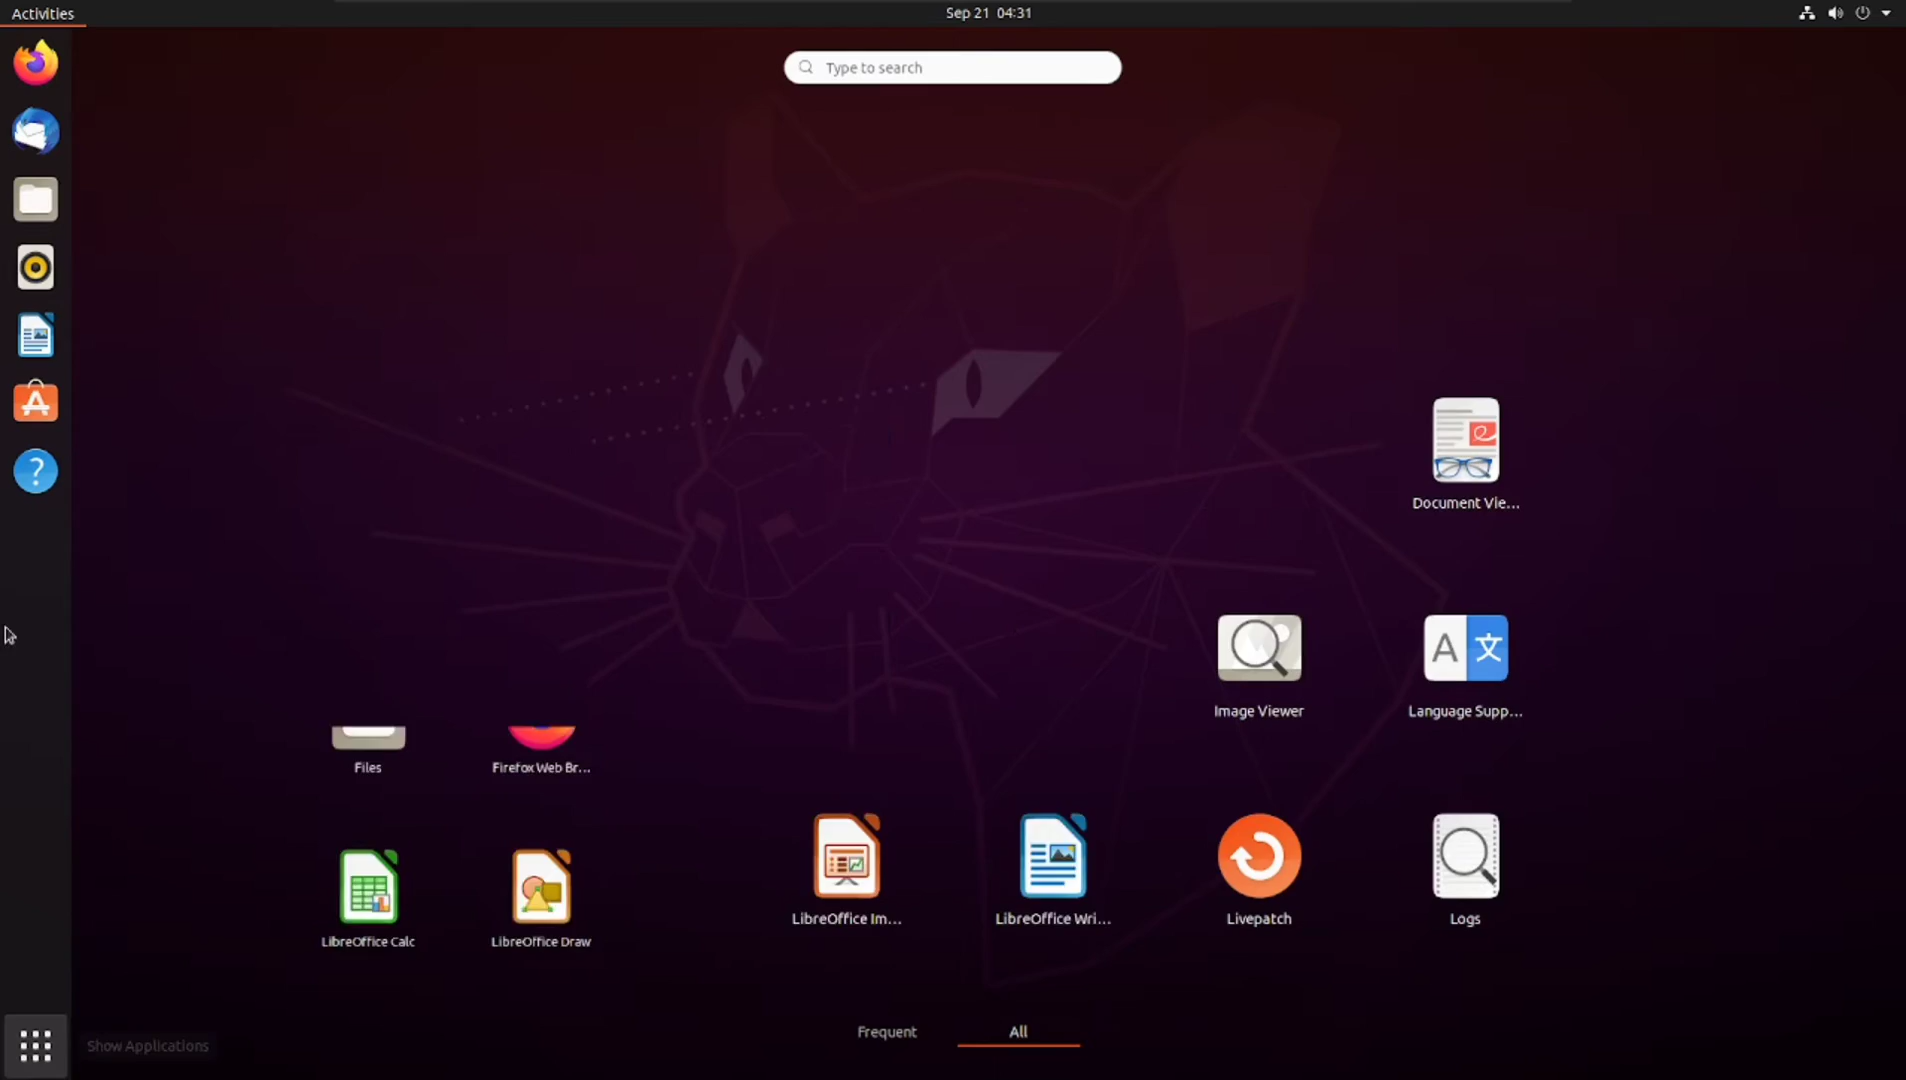 Activities
Sep 21 04:31
Type to search
Document Vie...
Image Viewer
Language Supp...
Files
Firefox Web Br...
LibreOffice Im...
LibreOffice Wri...
Livepatch
Logs
LibreOffice Calc
LibreOffice Draw
Frequent
All
Show Applications